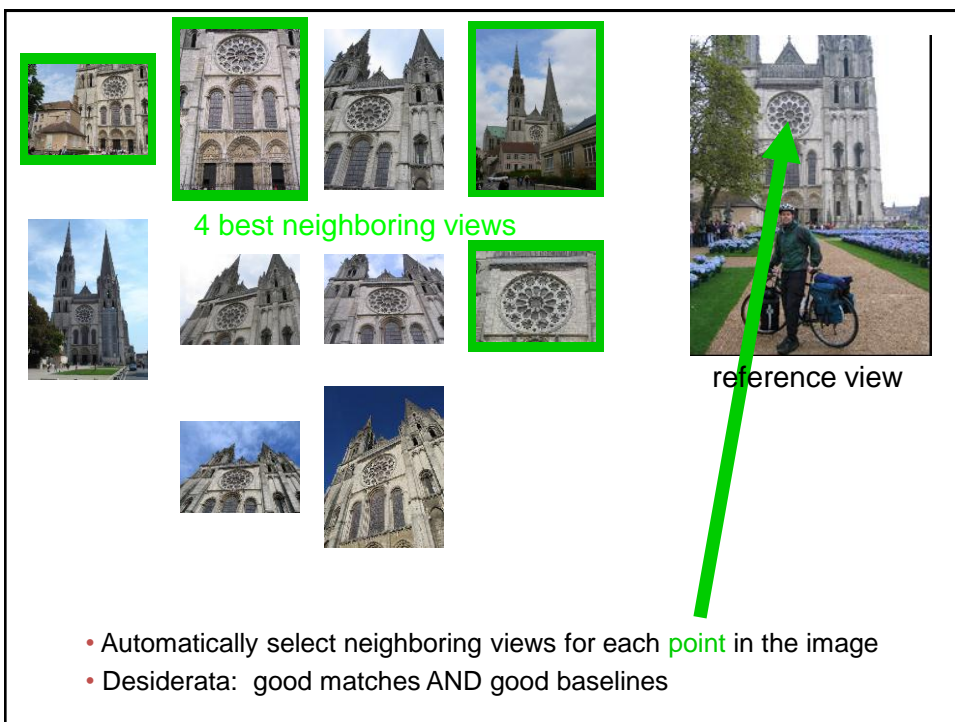 4 best neighboring views
reference view
• Automatically select neighboring views for each point in the image
• Desiderata:  good matches AND good baselines